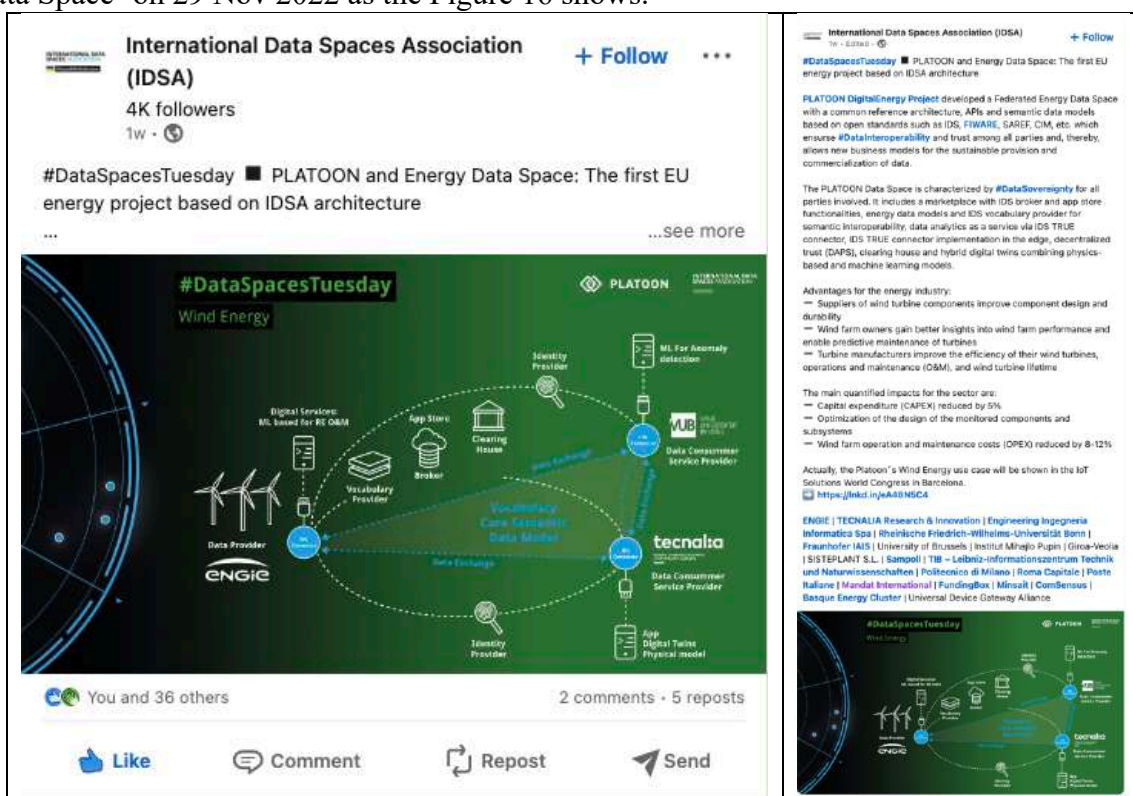 ata Space' on 29 Nov 2022 as the Figure 16 shows.
International Data Spaces Association
(IDSA)
+ Follow
4K followers
1w
#DataSpacesTuesday ■ PLATOON and Energy Data Space: The first EU
energy project based on IDSA architecture
...
...see more
#DataSpacesTuesday
Wind Energy
PLATOON
Identity
Provider
ML For Anomaly
detection
Digital Services:
ML based for RE O&M
App Store
Clearing
House
Broker
Vocabulary
Provider
VUB
Data Consummer
Service Provider
Data Exchange
Vocabulary
Core Semantic
Data Model
Data Provider
ENGIE
Data Exchange
tecnalia
Data Consummer
Service Provider
Identity
Provider
App
Digital Twins
Physical model
You and 36 others
2 comments • 5 reposts
Like
Comment
Repost
Send
International Data Spaces Association (IDSA)
+ Follow
1w • Edited •
#DataSpacesTuesday ■ PLATOON and Energy Data Space: The first EU
energy project based on IDSA architecture
PLATOON DigitalEnergy Project developed a Federated Energy Data Space
with a common reference architecture, APIs and semantic data models
based on open standards such as IDS, FIWARE, SAREF, CIM, etc. which
ensurse #DataInteroperability and trust among all parties and, thereby,
allows new business models for the sustainable provision and
commercialization of data.
The PLATOON Data Space is characterized by #DataSovereignty for all
parties involved. It includes a marketplace with IDS broker and app store
functionalities, energy data models and IDS vocabulary provider for
semantic interoperability, data analytics as a service via IDS TRUE
connector, IDS TRUE connector implementation in the edge, decentralized
trust (DAPS), clearing house and hybrid digital twins combining physics-
based and machine learning models.
Advantages for the energy industry:
— Suppliers of wind turbine components improve component design and
durability
— Wind farm owners gain better insights into wind farm performance and
enable predictive maintenance of turbines
— Turbine manufacturers improve the efficiency of their wind turbines,
operations and maintenance (O&M), and wind turbine lifetime
The main quantified impacts for the sector are:
— Capital expenditure (CAPEX) reduced by 5%
— Optimization of the design of the monitored components and
subsystems
— Wind farm operation and maintenance costs (OPEX) reduced by 8-12%
Actually, the Platoon´s Wind Energy use case will be shown in the IoT
Solutions World Congress in Barcelona.
https://lnkd.in/eA48N5C4
ENGIE | TECNALIA Research & Innovation | Engineering Ingegneria
Informatica Spa | Rheinische Friedrich-Wilhelms-Universität Bonn |
Fraunhofer IAIS | University of Brussels | Institut Mihajlo Pupin | Giroa-Veolia
| SISTEPLANT S.L. | Sampol | TIB – Leibniz-Informationszentrum Technik
und Naturwissenschaften | Politecnico di Milano | Roma Capitale | Poste
Italiane | Mandat International | FundingBox | Minsait | ComSensus |
Basque Energy Cluster | Universal Device Gateway Alliance
#DataSpacesTuesday
Wind Energy
PLATOON
ENGIE
VUB
tecnalia